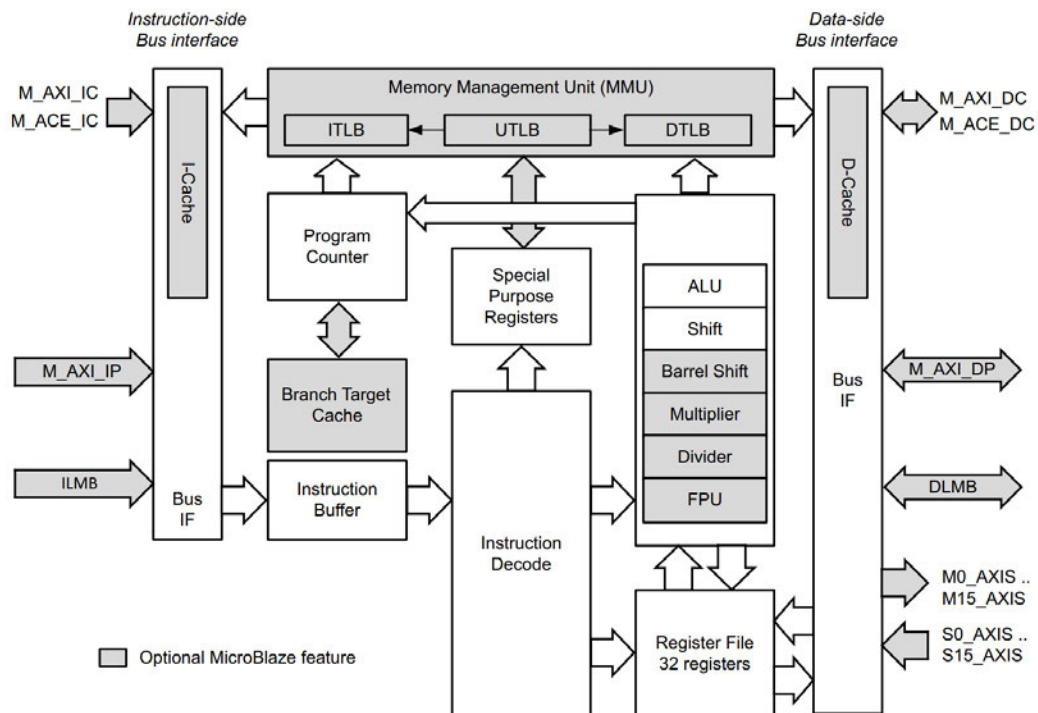 Instruction-side
Bus interface
Data-side
Bus interface
M_AXI_IC
M_ACE_IC
Memory Management Unit (MMU)
ITLB
UTLB
DTLB
M_AXI_DC
M_ACE_DC
I-Cache
D-Cache
Program
Counter
Special
Purpose
Registers
ALU
Shift
Barrel Shift
Multiplier
Divider
FPU
M_AXI_IP
Branch Target
Cache
Bus
IF
M_AXI_DP
ILMB
Bus
IF
Instruction
Buffer
DLMB
Instruction
Decode
M0_AXIS ..
M15_AXIS
Register File
32 registers
S0_AXIS ..
S15_AXIS
Optional MicroBlaze feature